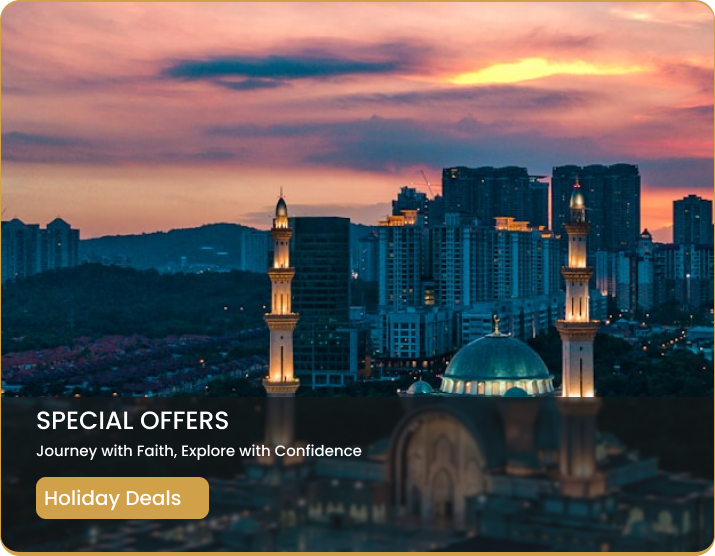 SPECIAL OFFERS
Journey with Faith, Explore with Confidence
Holiday Deals